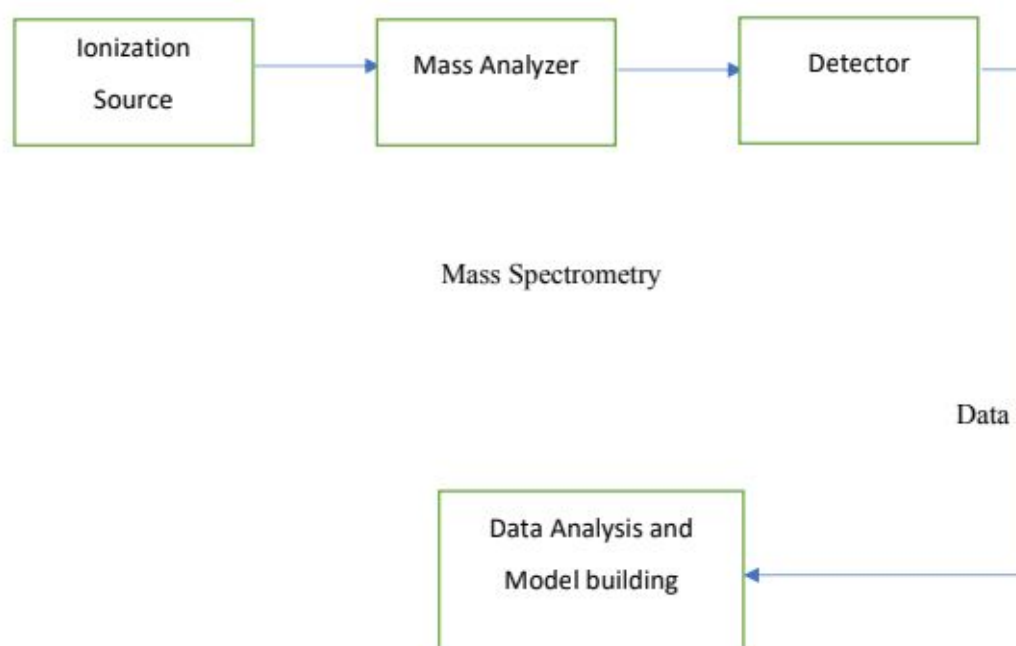 Ionization
Source
Mass Analyzer
Detector
Mass Spectrometry
Data
Data Analysis and
Model building